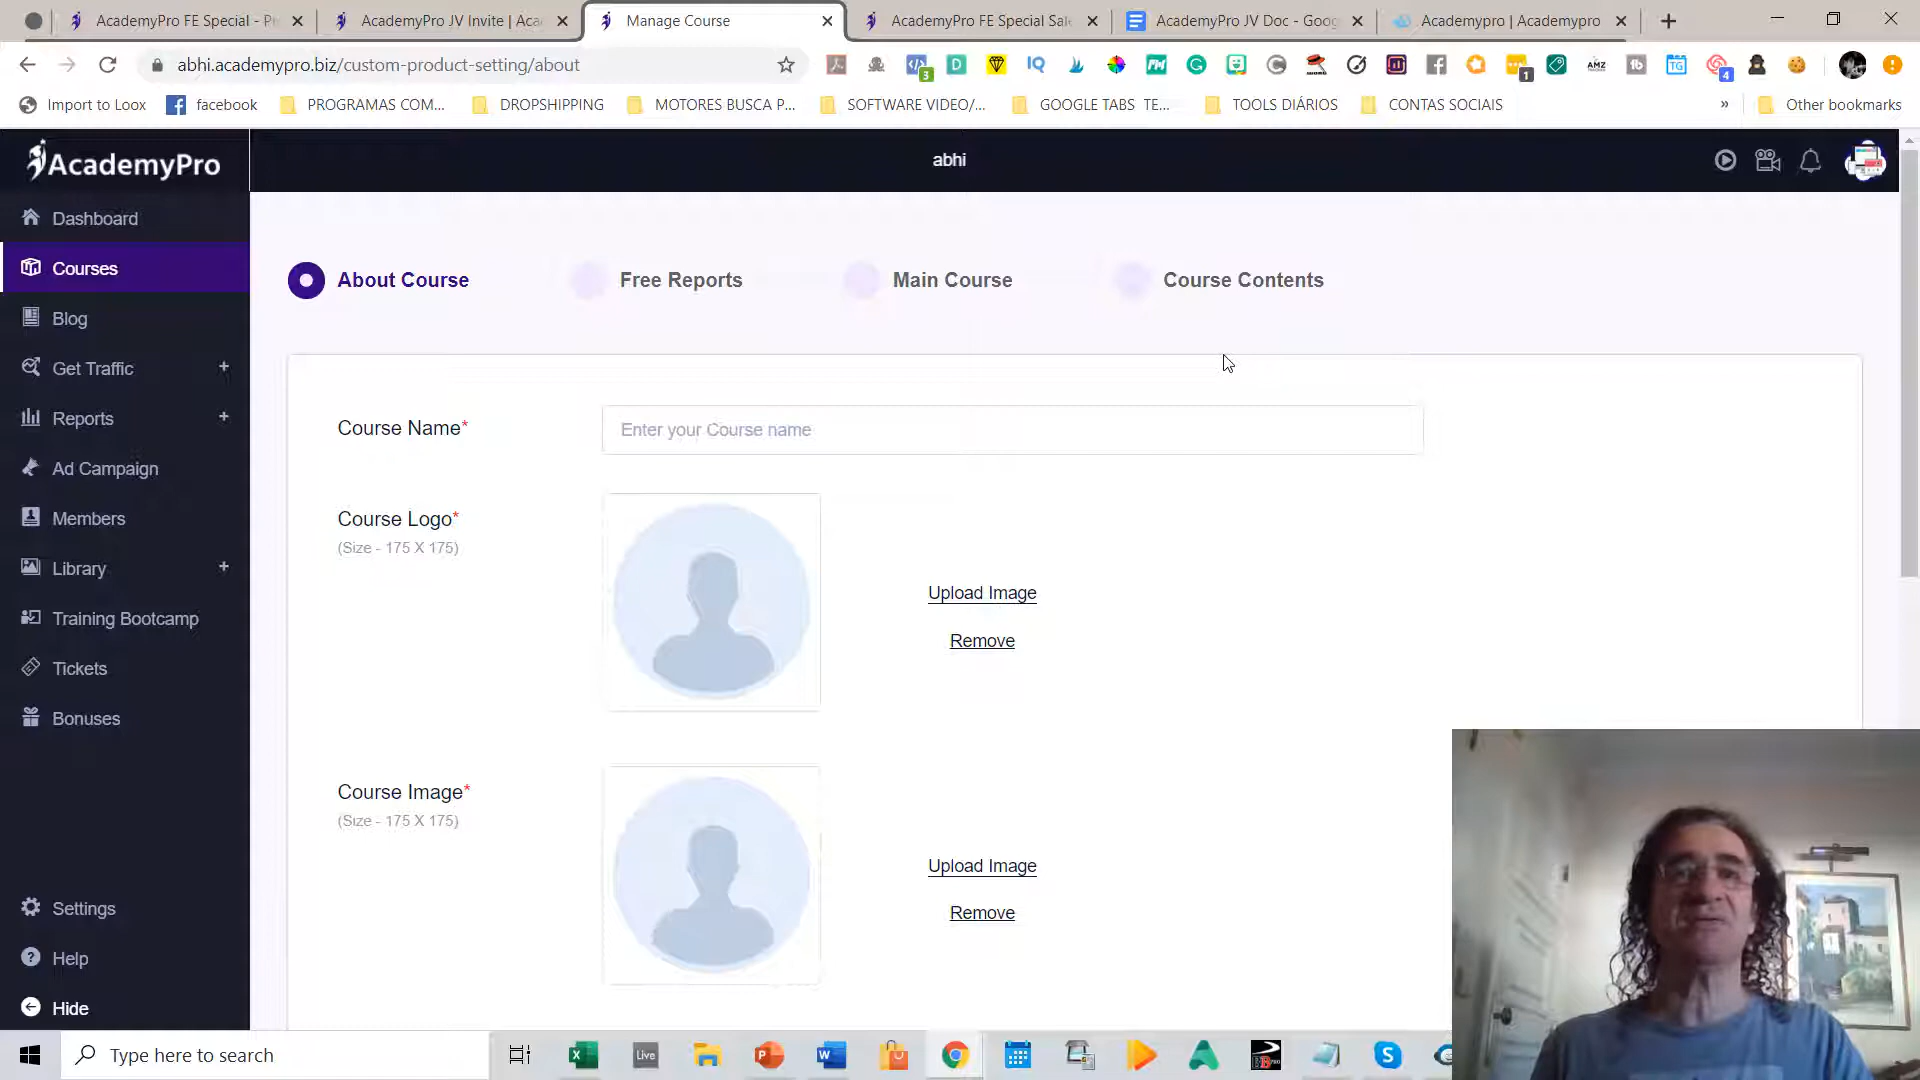 AcademyPro FE Special - P
AcademyPro JV Invite | Aca
Manage Course
AcademyPro FE Special Sal
AcademyPro JV Doc - Goog
Academypro | Academypro
abhi.academypro.biz/custom-product-setting/about
Import to Loox
facebook
PROGRAMAS COM...
DROPSHIPPING
MOTORES BUSCA P...
SOFTWARE VIDEO/...
GOOGLE TABS TE...
TOOLS DIÁRIOS
CONTAS SOCIAIS
»
Other bookmarks
AcademyPro
abhi
Dashboard
Courses
Blog
Get Traffic +
Reports +
Ad Campaign
Members
Library +
Training Bootcamp
Tickets
Bonuses
Settings
Help
Hide
About Course
Free Reports
Main Course
Course Contents
Course Name*
Enter your Course name
Course Logo*
(Size - 175 X 175)
Upload Image
Remove
Course Image*
(Size - 175 X 175)
Upload Image
Remove
Type here to search
Live